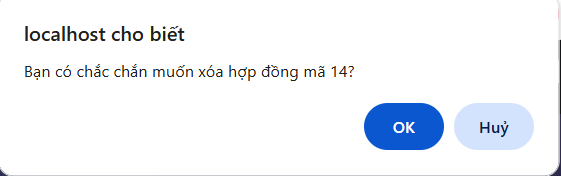 localhost cho biết
Bạn có chắc chắn muốn xóa hợp đồng mã 14?
OK
Huỷ